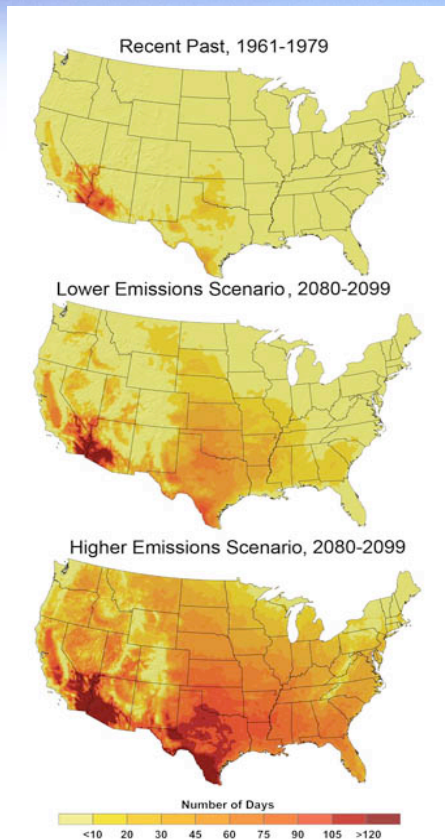 Recent Past, 1961-1979
Lower Emissions Scenario, 2080-2099
Higher Emissions Scenario, 2080-2099
Number of Days
<10 20 30 45 60 75 90 105 >120